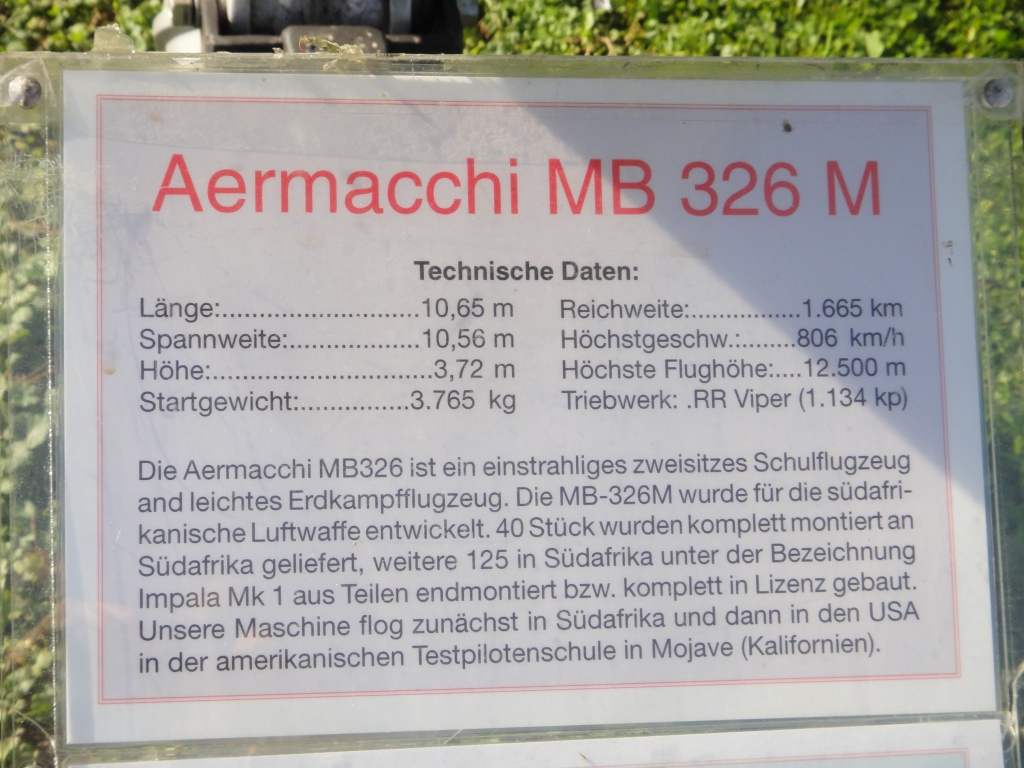 Aermacchi MB 326 M
Technische Daten:
Länge:...........................10,65 m
Spannweite:..................10,56 m
Höhe:..............................3,72 m
Startgewicht:...............3.765 kg
Reichweite:.................1.665 km
Höchstgeschw.:........806 km/h
Höchste Flughöhe:....12.500 m
Triebwerk: .RR Viper (1.134 kp)
Die Aermacchi MB326 ist ein einstrahliges zweisitzes Schulflugzeug
and leichtes Erdkampfflugzeug. Die MB-326M wurde für die südafri-
kanische Luftwaffe entwickelt. 40 Stück wurden komplett montiert an
Südafrika geliefert, weitere 125 in Südafrika unter der Bezeichnung
Impala Mk 1 aus Teilen endmontiert bzw. komplett in Lizenz gebaut.
Unsere Maschine flog zunächst in Südafrika und dann in den USA
in der amerikanischen Testpilotenschule in Mojave (Kalifornien).